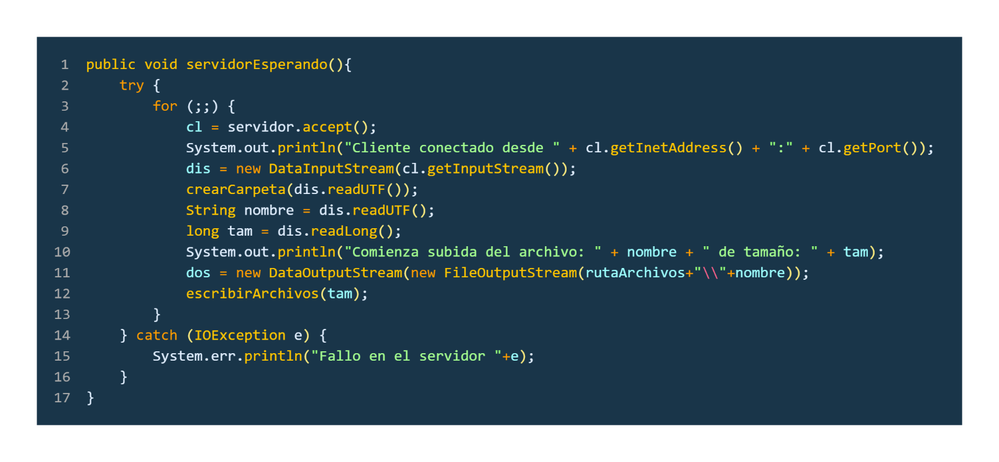 1 public void servidorEsperando(){
2     try {
3         for (;;) {
4             cl = servidor.accept();
5             System.out.println("Cliente conectado desde " + cl.getInetAddress() + ":" + cl.getPort());
6             dis = new DataInputStream(cl.getInputStream());
7             crearCarpeta(dis.readUTF());
8             String nombre = dis.readUTF();
9             long tam = dis.readLong();
10             System.out.println("Comienza subida del archivo: " + nombre + " de tamaño: " + tam);
11             dos = new DataOutputStream(new FileOutputStream(rutaArchivos+"\\"+nombre));
12             escribirArchivos(tam);
13         }
14     } catch (IOException e) {
15         System.err.println("Fallo en el servidor "+e);
16     }
17 }